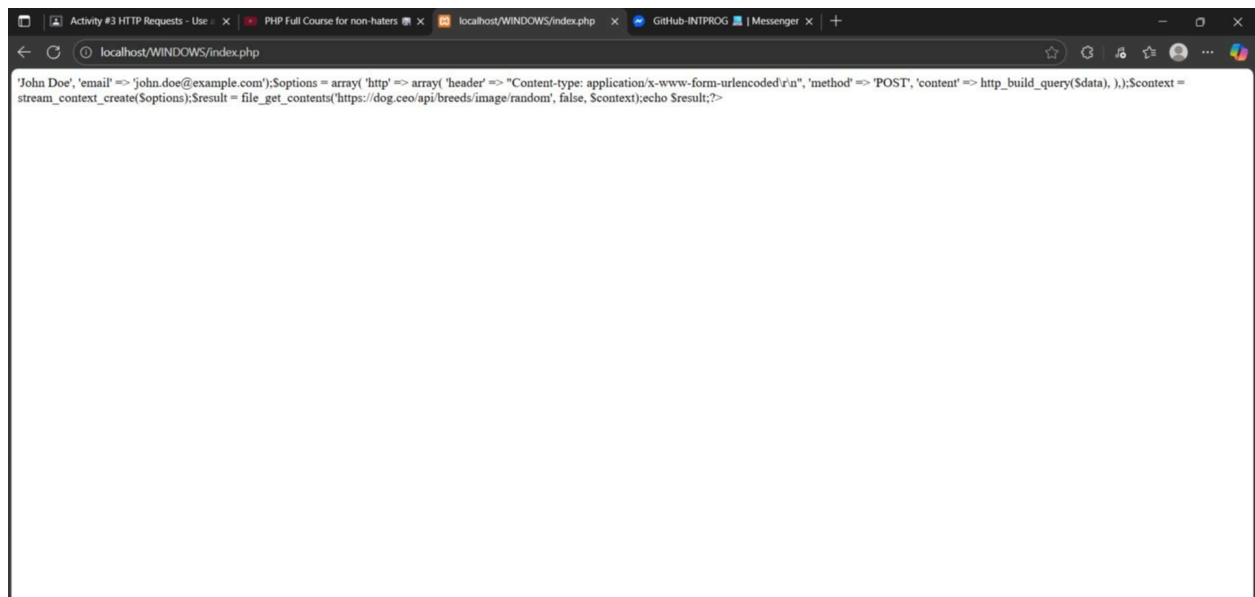 Activity #3 HTTP Requests - Use
PHP Full Course for non-haters
localhost/WINDOWS/index.php
GitHub-INTPROG 💻 | Messenger
localhost/WINDOWS/index.php
'John Doe', 'email' => 'john.doe@example.com');$options = array( 'http' => array( 'header' => "Content-type: application/x-www-form-urlencoded\r\n", 'method' => 'POST', 'content' => http_build_query($data), ),);$context =
stream_context_create($options);$result = file_get_contents('https://dog.ceo/api/breeds/image/random', false, $context);echo $result;?>